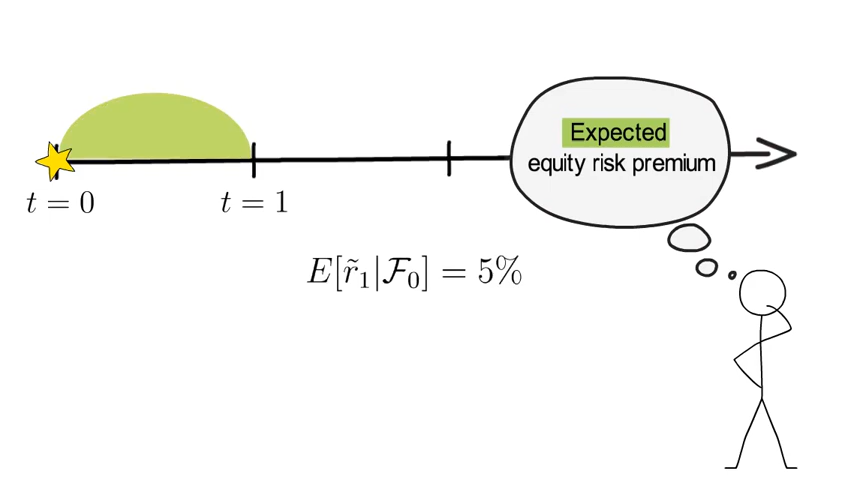 Expected
equity risk premium
t = 0
t = 1
E[r̃₁|ℱ₀] = 5%